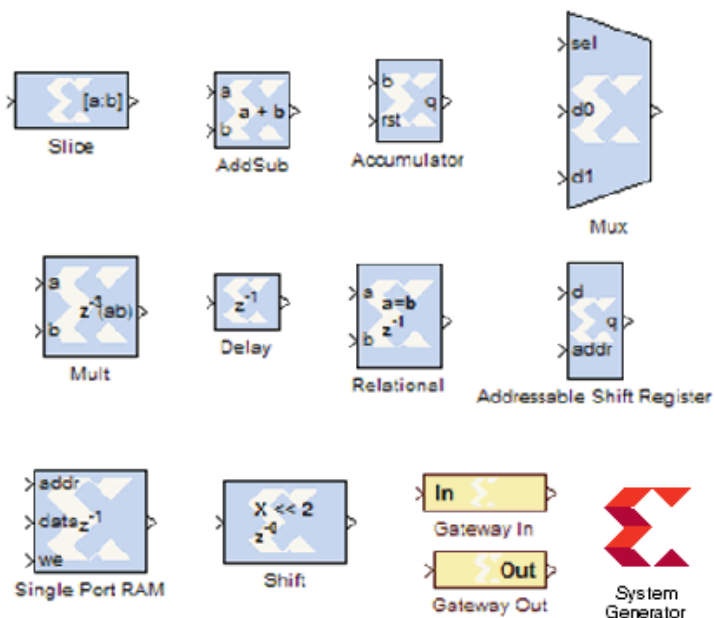 sel
[a:b]
Slice
a
a + b
b
AddSub
b
q
rst
Accumulator
d0
d1
Mux
a
z⁻¹(ab)
b
Mult
z⁻¹
Delay
a
a=b
z⁻¹
b
Relational
d
q
addr
Addressable Shift Register
addr
data z⁻¹
we
Single Port RAM
X << 2
z⁻⁰
Shift
In
Gateway In
Out
Gateway Out
System
Generator